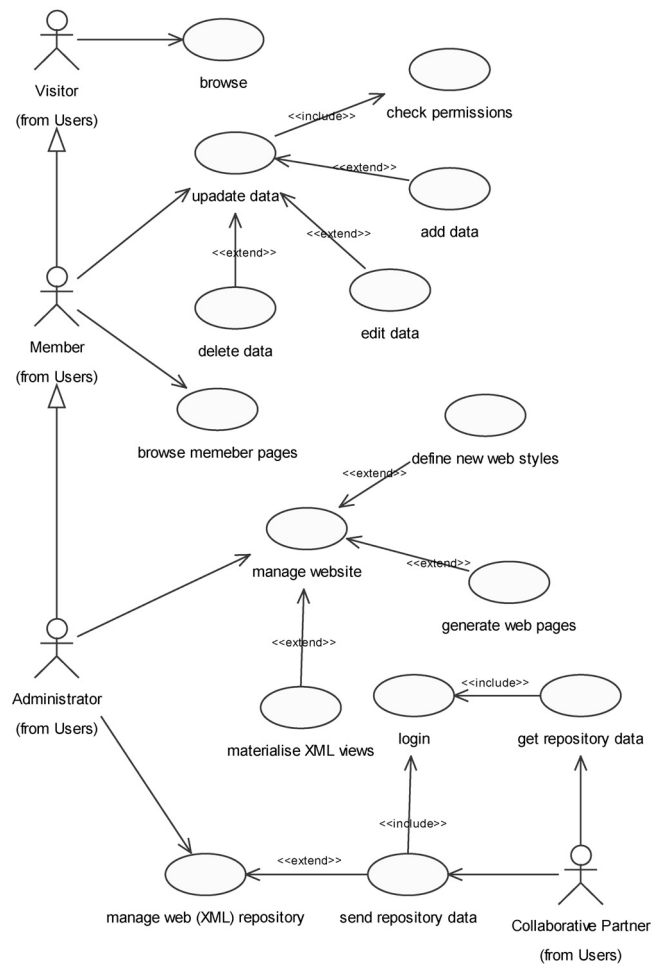 Visitor
(from Users)
browse
check permissions
<<include>>
upadate data
<<extend>>
add data
<<extend>>
<<extend>>
delete data
edit data
Member
(from Users)
browse memeber pages
define new web styles
<<extend>>
manage website
<<extend>>
generate web pages
<<extend>>
Administrator
(from Users)
materialise XML views
<<include>>
login
get repository data
<<include>>
<<extend>>
manage web (XML) repository
send repository data
Collaborative Partner
(from Users)